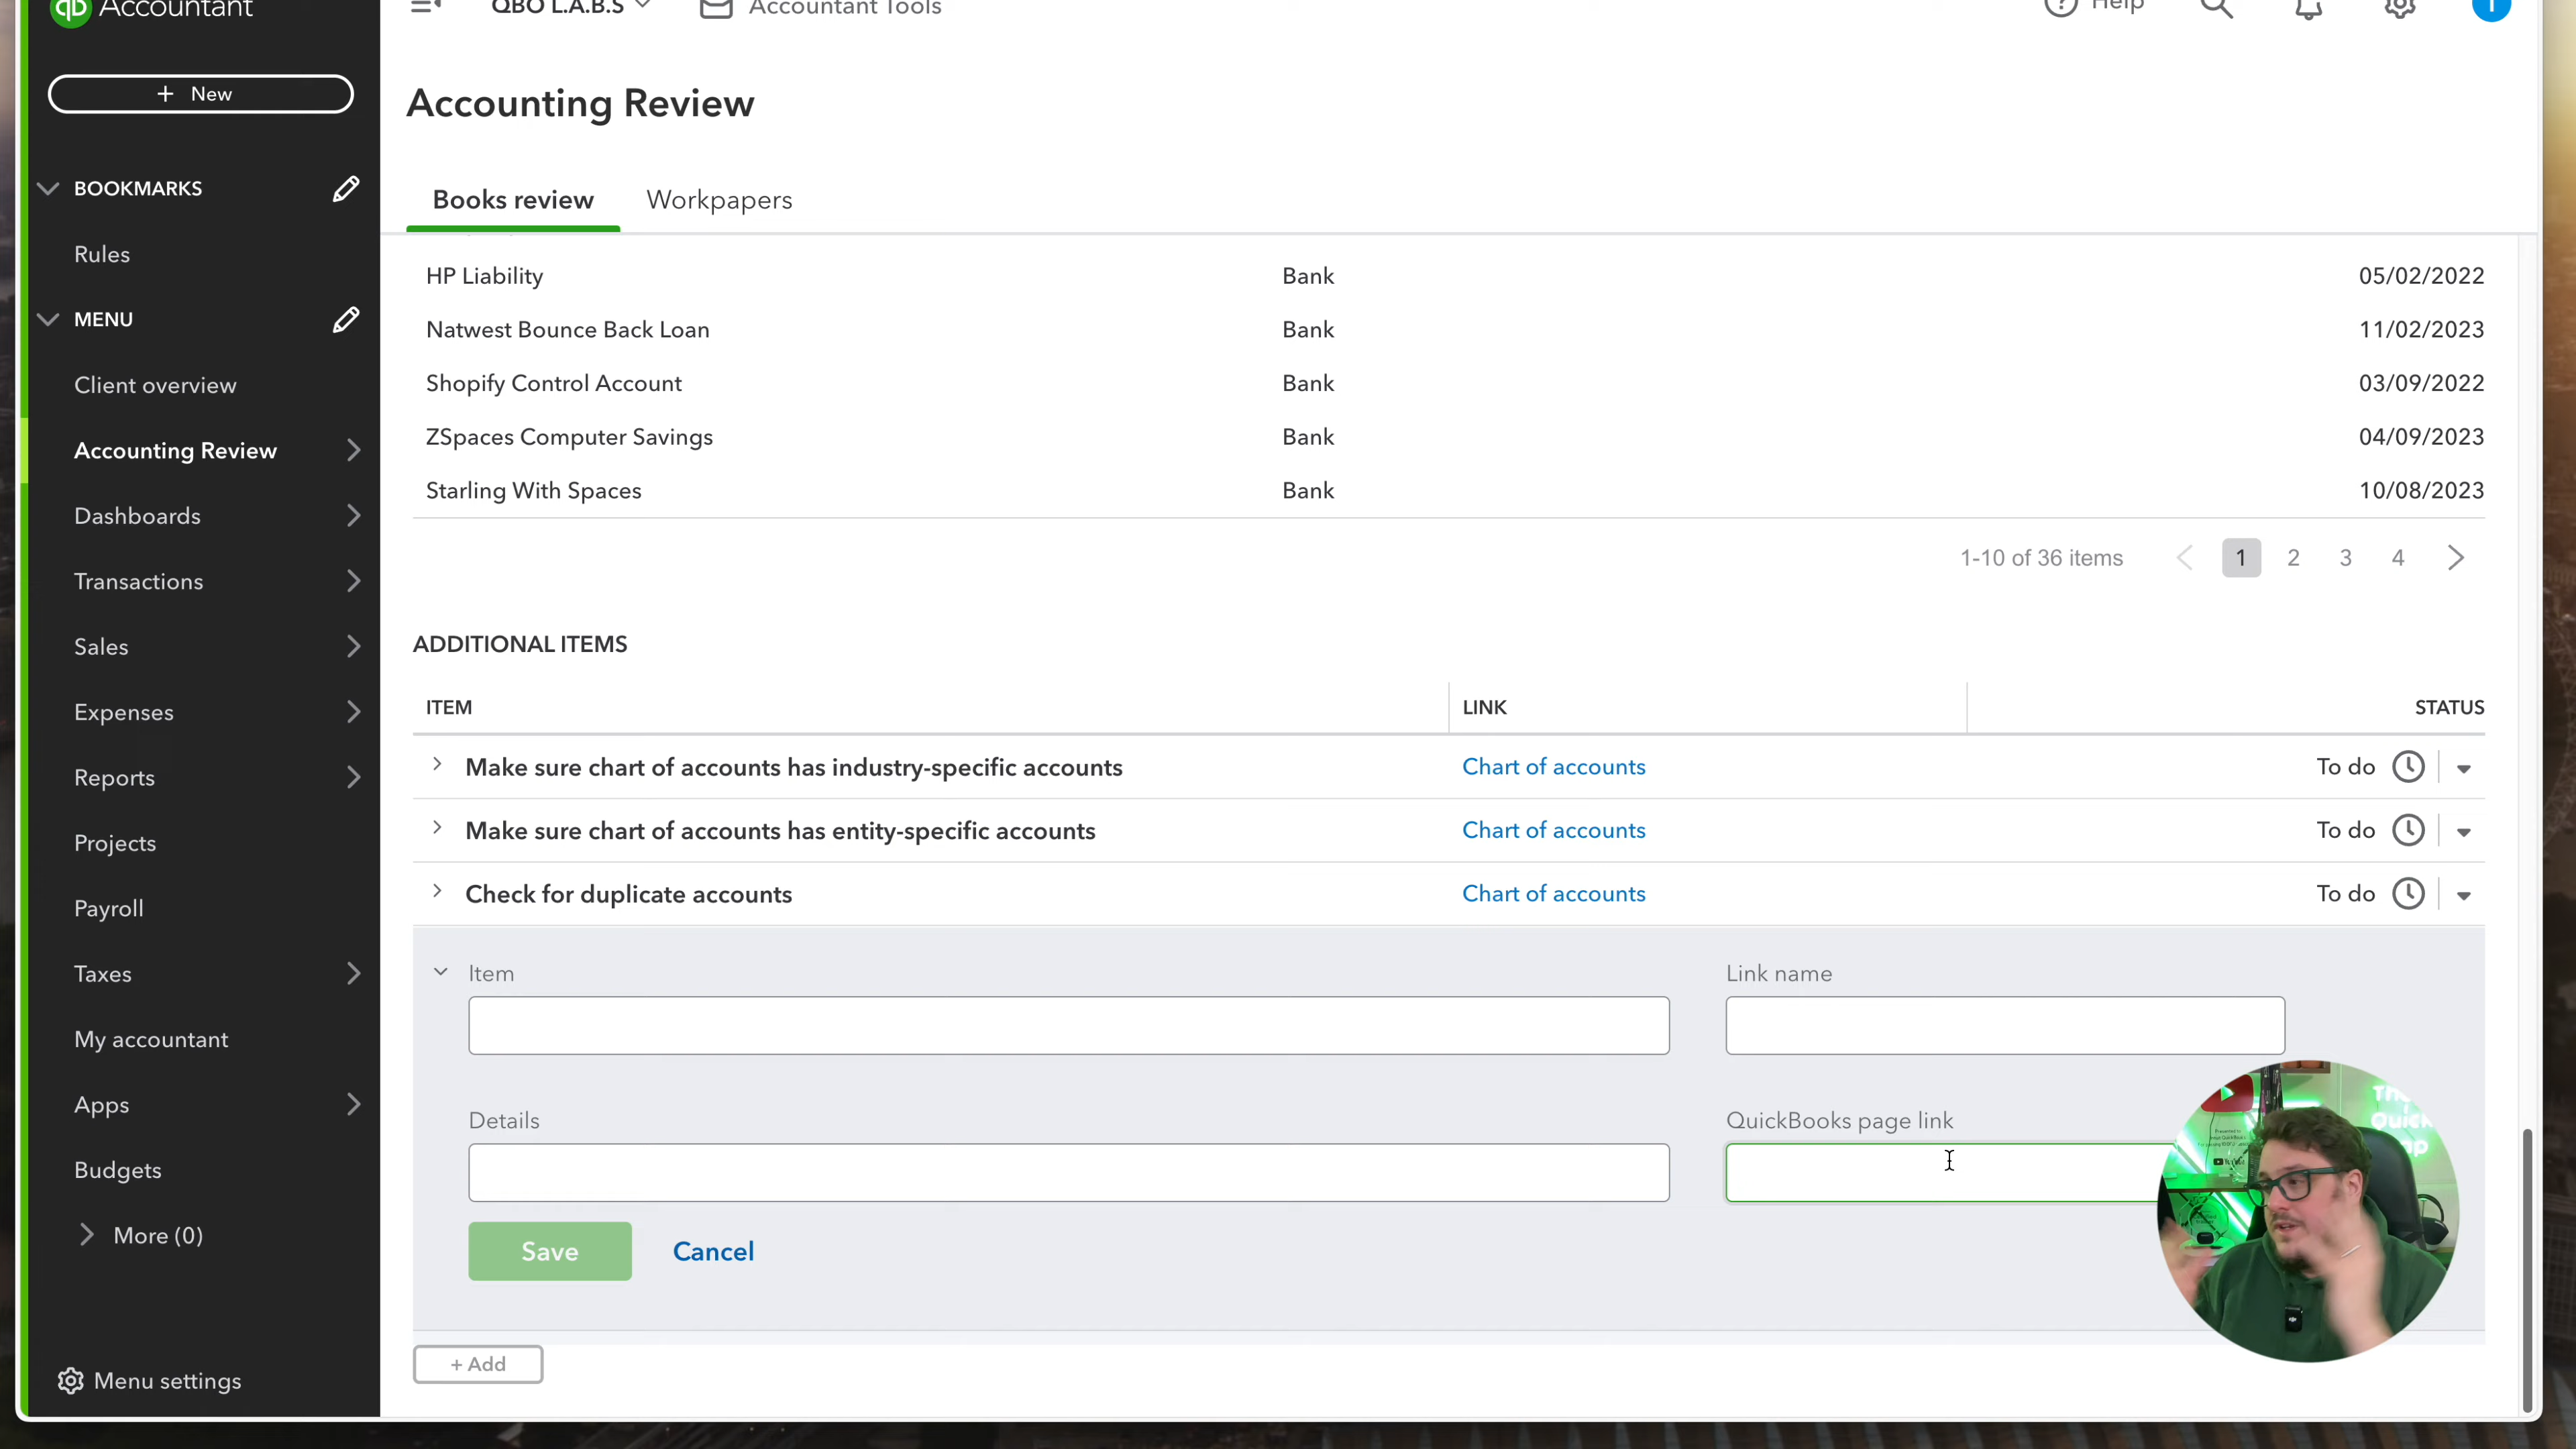 Accountant
QBO L.A.B.S
Accountant Tools
Help
+ New
Accounting Review
BOOKMARKS
Rules
MENU
Client overview
Accounting Review
Dashboards
Transactions
Sales
Expenses
Reports
Projects
Payroll
Taxes
My accountant
Apps
Budgets
More (0)
Menu settings
Books review Workpapers
HP Liability Bank 05/02/2022
Natwest Bounce Back Loan Bank 11/02/2023
Shopify Control Account Bank 03/09/2022
ZSpaces Computer Savings Bank 04/09/2023
Starling With Spaces Bank 10/08/2023
1-10 of 36 items 1 2 3 4
ADDITIONAL ITEMS
ITEM LINK STATUS
Make sure chart of accounts has industry-specific accounts Chart of accounts To do
Make sure chart of accounts has entity-specific accounts Chart of accounts To do
Check for duplicate accounts Chart of accounts To do
Item Link name
Details QuickBooks page link
Save Cancel
+ Add